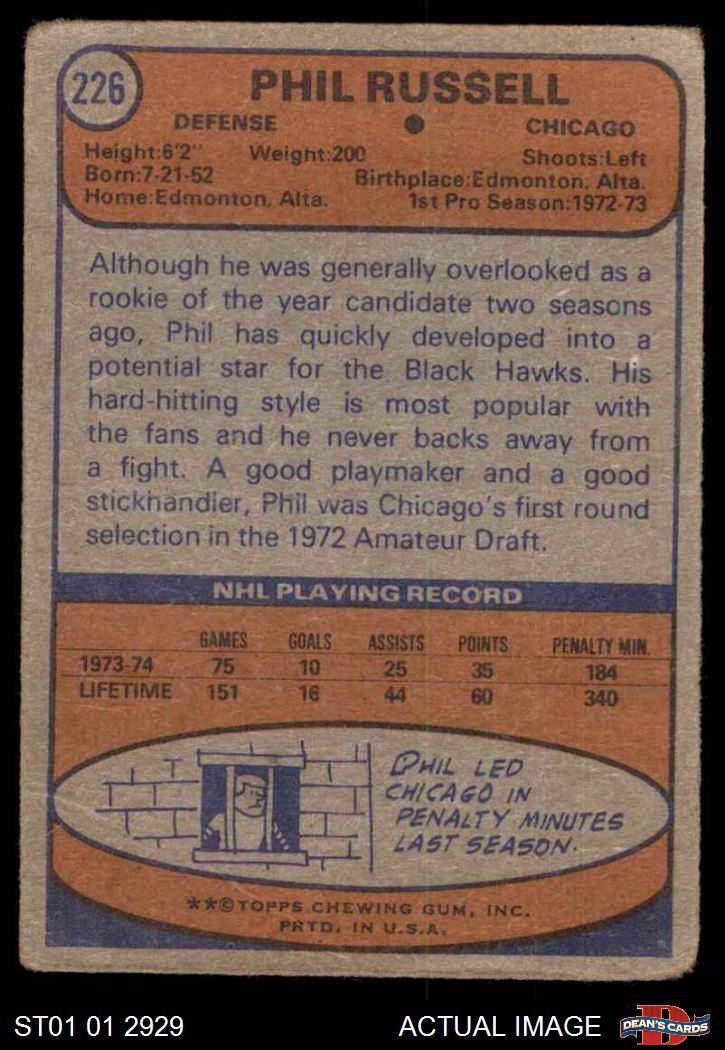 226
PHIL RUSSELL
DEFENSE ● CHICAGO
Height:6'2" Weight:200 Shoots:Left
Born:7-21-52 Birthplace:Edmonton, Alta.
Home:Edmonton, Alta. 1st Pro Season:1972-73
Although he was generally overlooked as a
rookie of the year candidate two seasons
ago, Phil has quickly developed into a
potential star for the Black Hawks. His
hard-hitting style is most popular with
the fans and he never backs away from
a fight. A good playmaker and a good
stickhandler, Phil was Chicago's first round
selection in the 1972 Amateur Draft.
NHL PLAYING RECORD
GAMES GOALS ASSISTS POINTS PENALTY MIN.
1973-74 75 10 25 35 184
LIFETIME 151 16 44 60 340
PHIL LED
CHICAGO IN
PENALTY MINUTES
LAST SEASON.
**©TOPPS CHEWING GUM, INC.
PRTD. IN U.S.A.
ST01 01 2929 ACTUAL IMAGE D DEAN'S CARDS